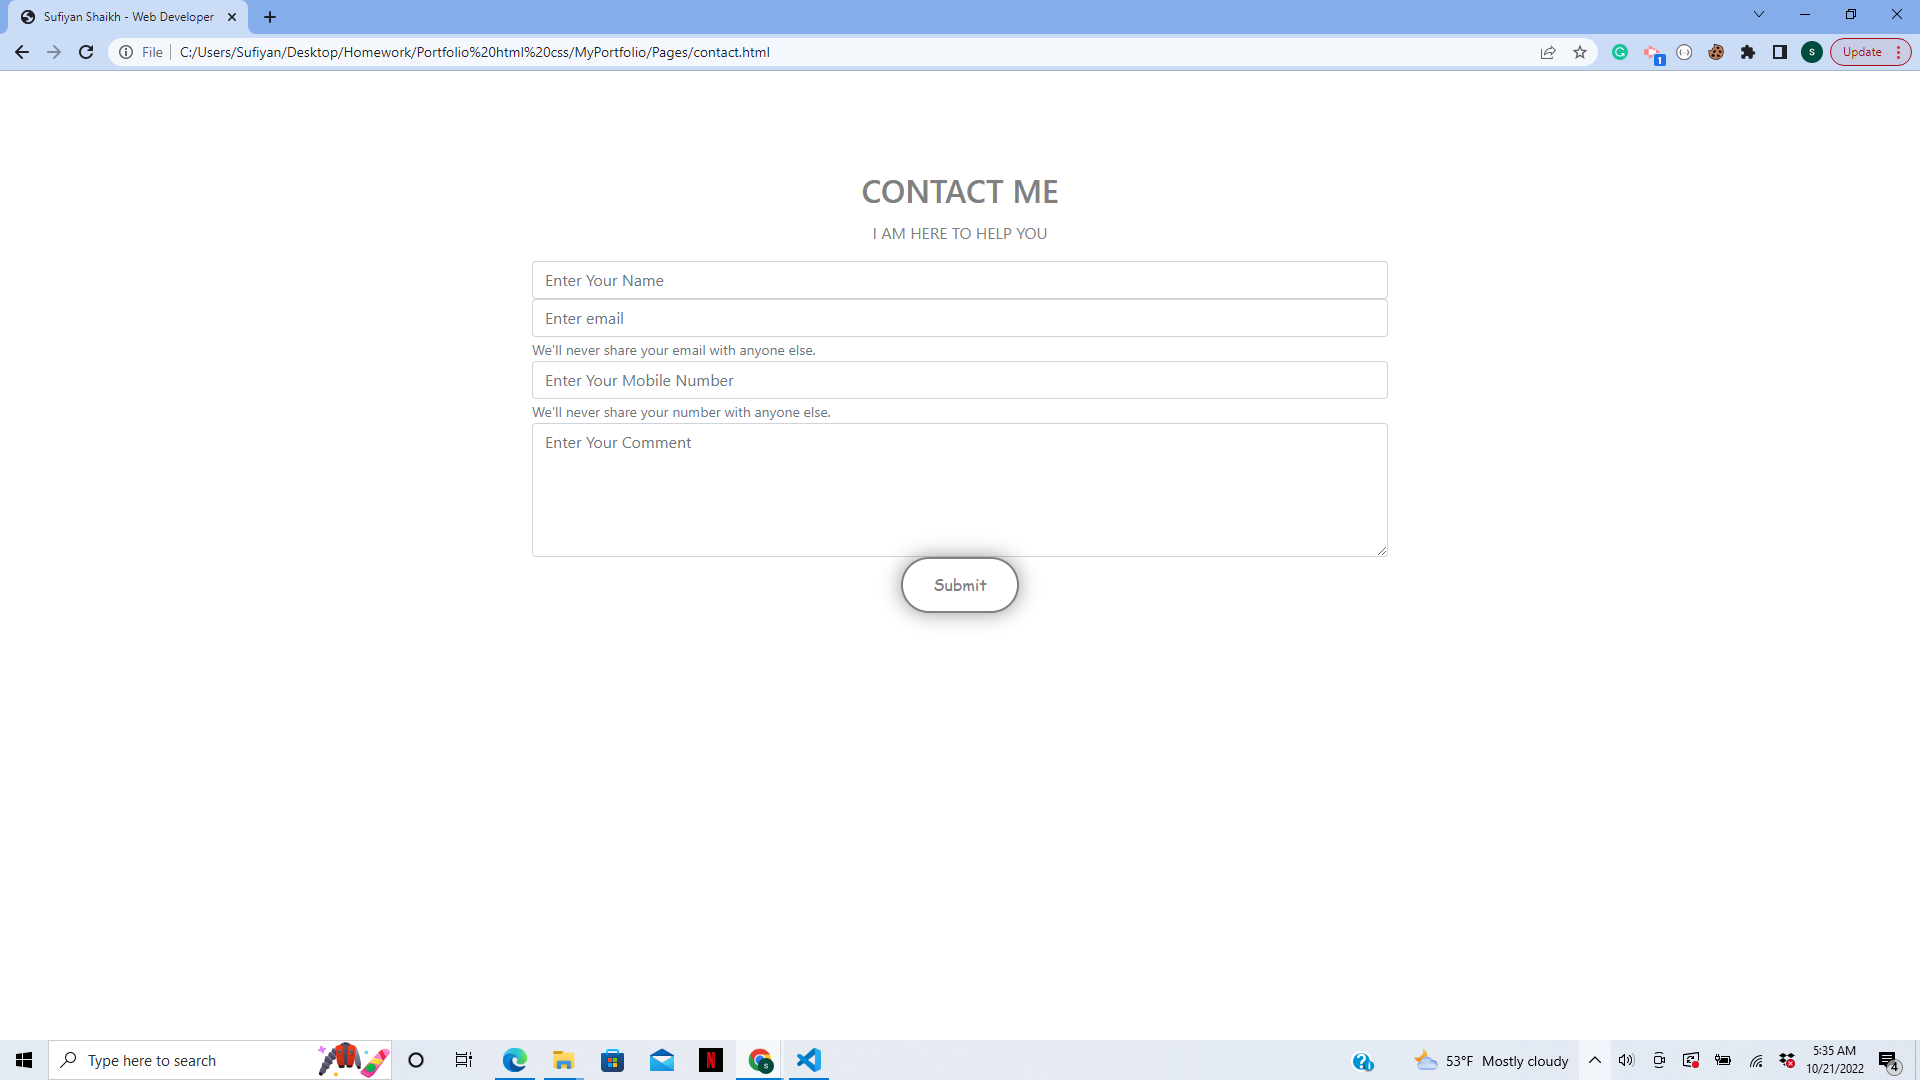 Sufiyan Shaikh - Web Developer
File
C:/Users/Sufiyan/Desktop/Homework/Portfolio%20html%20css/MyPortfolio/Pages/contact.html
1
S
Update
CONTACT ME
I AM HERE TO HELP YOU
Enter Your Name
Enter email
We'll never share your email with anyone else.
Enter Your Mobile Number
We'll never share your number with anyone else.
Enter Your Comment
Submit
Type here to search
N
S
53°F Mostly cloudy
5:35 AM
10/21/2022
4